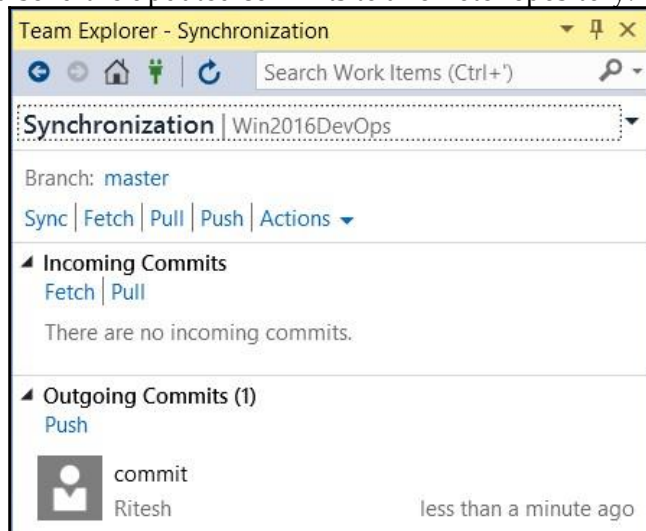 Team Explorer - Synchronization
Search Work Items (Ctrl+')
Synchronization | Win2016DevOps
Branch: master
Sync | Fetch | Pull | Push | Actions
Incoming Commits
Fetch | Pull
There are no incoming commits.
Outgoing Commits (1)
Push
commit
Ritesh less than a minute ago